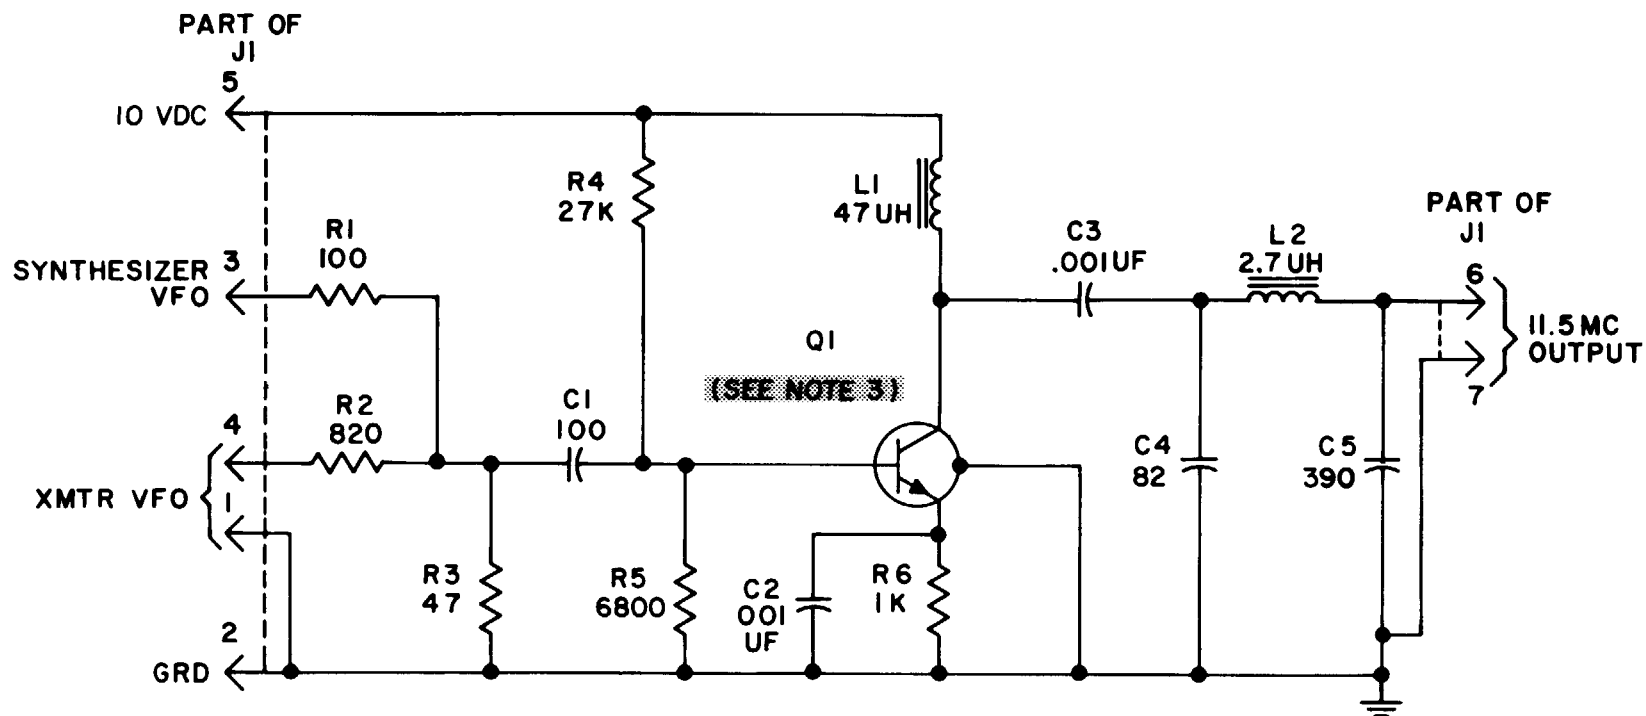 PART OF
J1
5
10 VDC
R4
27K
L1
47UH
PART OF
J1
R1
100
SYNTHESIZER
VFO
3
C3
.001UF
L2
2.7UH
6
11.5MC
OUTPUT
7
Q1
(SEE NOTE 3)
R2
820
C1
100
4
XMTR VFO
1
C4
82
C5
390
R3
47
R5
6800
C2
001
UF
R6
1K
2
GRD